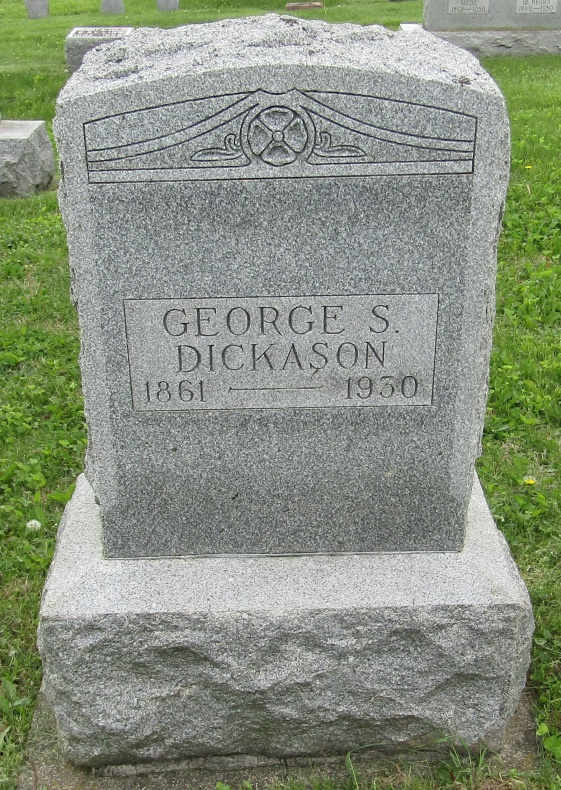 GEORGE S.
DICKASON
1861 — 1930